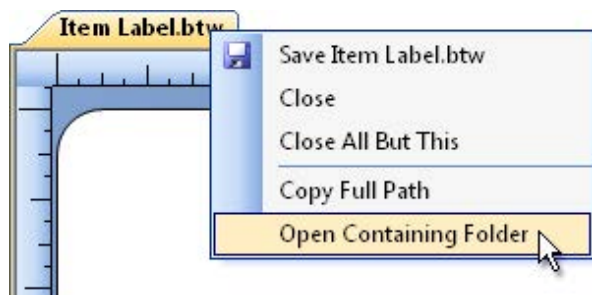 Item Label.btw
Save Item Label.btw
Close
Close All But This
Copy Full Path
Open Containing Folder